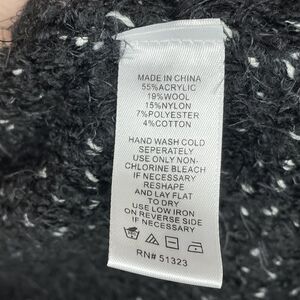 MADE IN CHINA
55%ACRYLIC
19%WOOL
15%NYLON
7%POLYESTER
4%COTTON
HAND WASH COLD
SEPERATELY
USE ONLY NON-
CHLORINE BLEACH
IF NECESSARY
RESHAPE
AND LAY FLAT
TO DRY
USE LOW IRON
ON REVERSE SIDE
IF NECESSARY
RN# 51323